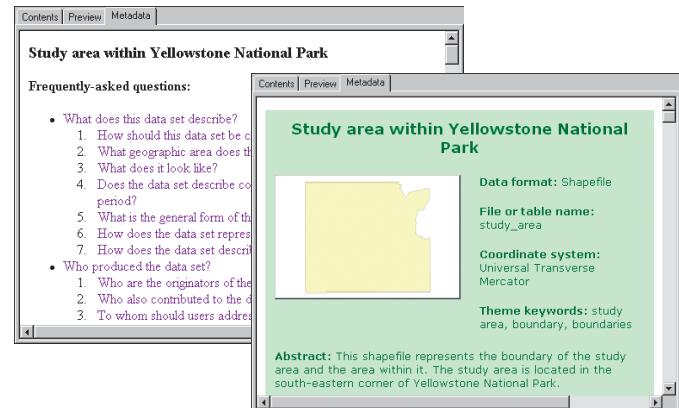 Contents Preview Metadata
Study area within Yellowstone National Park
Frequently-asked questions:
• What does this data set describe?
1. How should this data set be c
2. What geographic area does th
3. What does it look like?
4. Does the data set describe co
period?
5. What is the general form of th
6. How does the data set repres
7. How does the data set descri
• Who produced the data set?
1. Who are the originators of the
2. Who also contributed to the d
3. To whom should users addres
Contents Preview Metadata
Study area within Yellowstone National
Park
Data format: Shapefile
File or table name:
study_area
Coordinate system:
Universal Transverse
Mercator
Theme keywords: study
area, boundary, boundaries
Abstract: This shapefile represents the boundary of the study
area and the area within it. The study area is located in the
south-eastern corner of Yellowstone National Park.